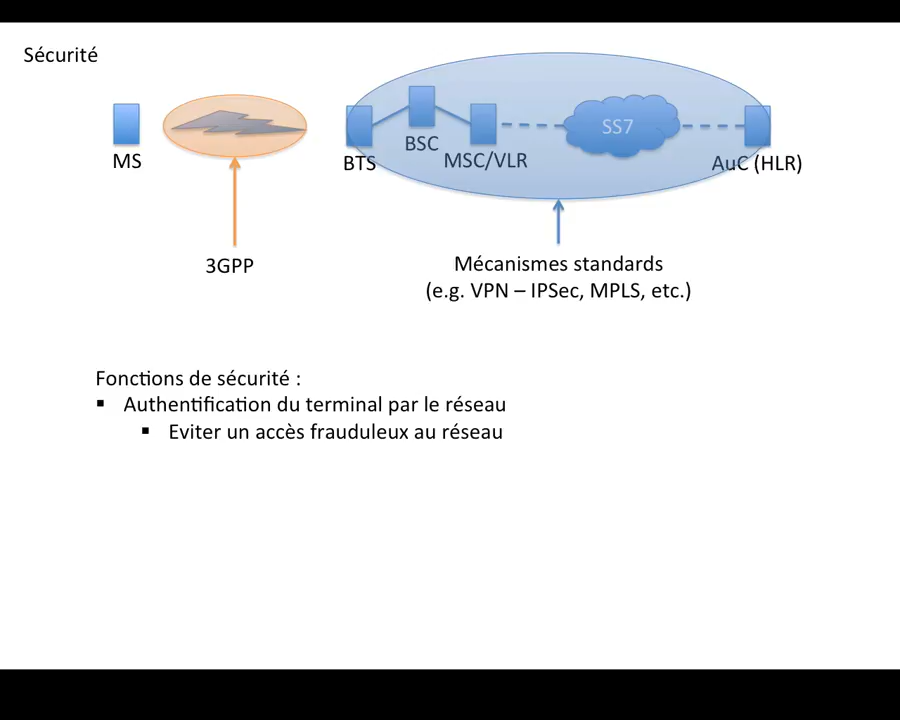 Sécurité
MS
BTS
BSC
MSC/VLR
SS7
AuC (HLR)
3GPP
Mécanismes standards
(e.g. VPN – IPSec, MPLS, etc.)
Fonctions de sécurité :
▪ Authentification du terminal par le réseau
▪ Eviter un accès frauduleux au réseau